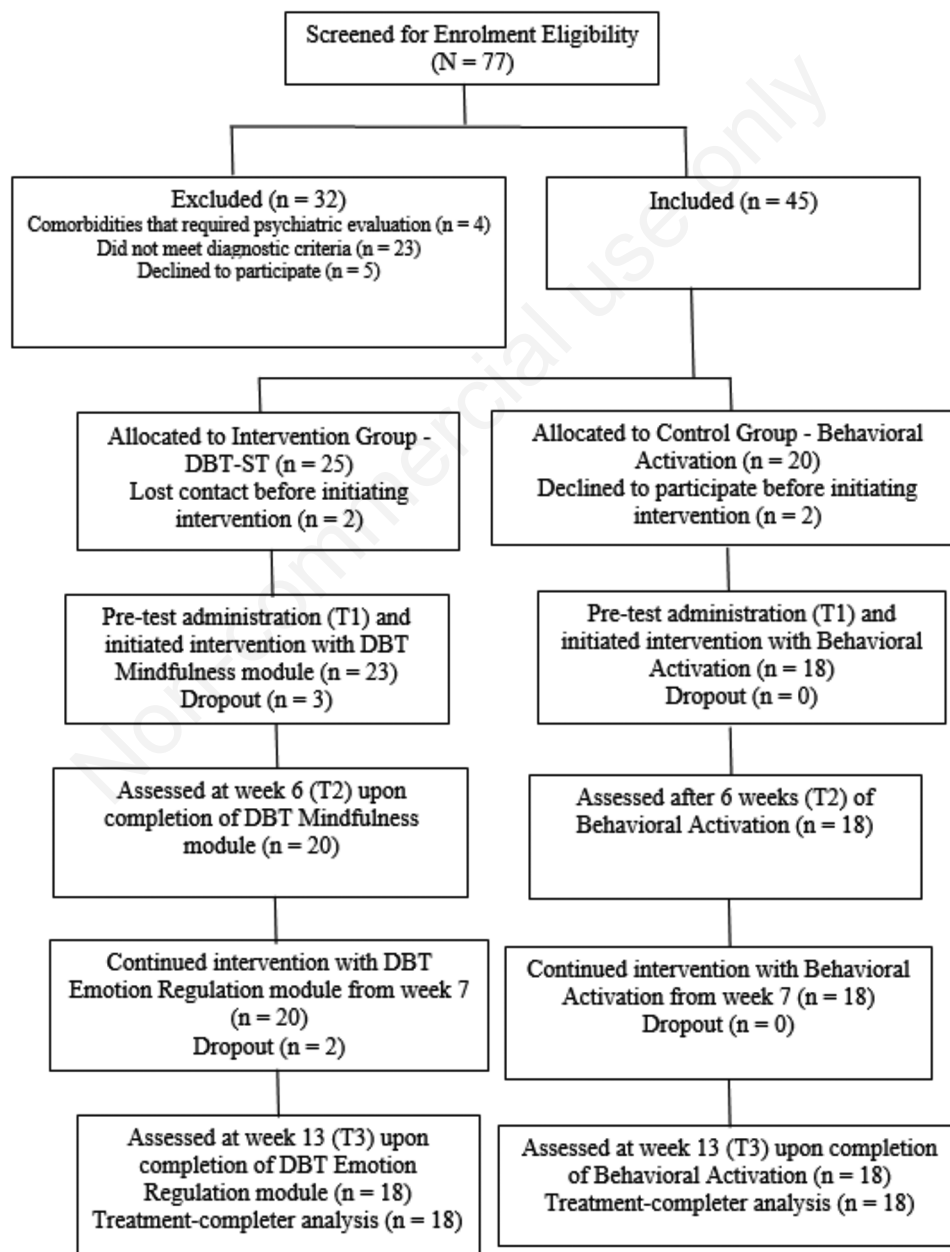 Screened for Enrolment Eligibility
(N = 77)
Excluded (n = 32)
Comorbidities that required psychiatric evaluation (n = 4)
Did not meet diagnostic criteria (n = 23)
Declined to participate (n = 5)
Included (n = 45)
Allocated to Intervention Group -
DBT-ST (n = 25)
Lost contact before initiating
intervention (n = 2)
Allocated to Control Group - Behavioral
Activation (n = 20)
Declined to participate before initiating
intervention (n = 2)
Pre-test administration (T1) and
initiated intervention with DBT
Mindfulness module (n = 23)
Dropout (n = 3)
Pre-test administration (T1) and
initiated intervention with Behavioral
Activation (n = 18)
Dropout (n = 0)
Assessed at week 6 (T2) upon
completion of DBT Mindfulness
module (n = 20)
Assessed after 6 weeks (T2) of
Behavioral Activation (n = 18)
Continued intervention with DBT
Emotion Regulation module from week 7
(n = 20)
Dropout (n = 2)
Continued intervention with Behavioral
Activation from week 7 (n = 18)
Dropout (n = 0)
Assessed at week 13 (T3) upon
completion of DBT Emotion
Regulation module (n = 18)
Treatment-completer analysis (n = 18)
Assessed at week 13 (T3) upon completion
of Behavioral Activation (n = 18)
Treatment-completer analysis (n = 18)
Non-commercial use only